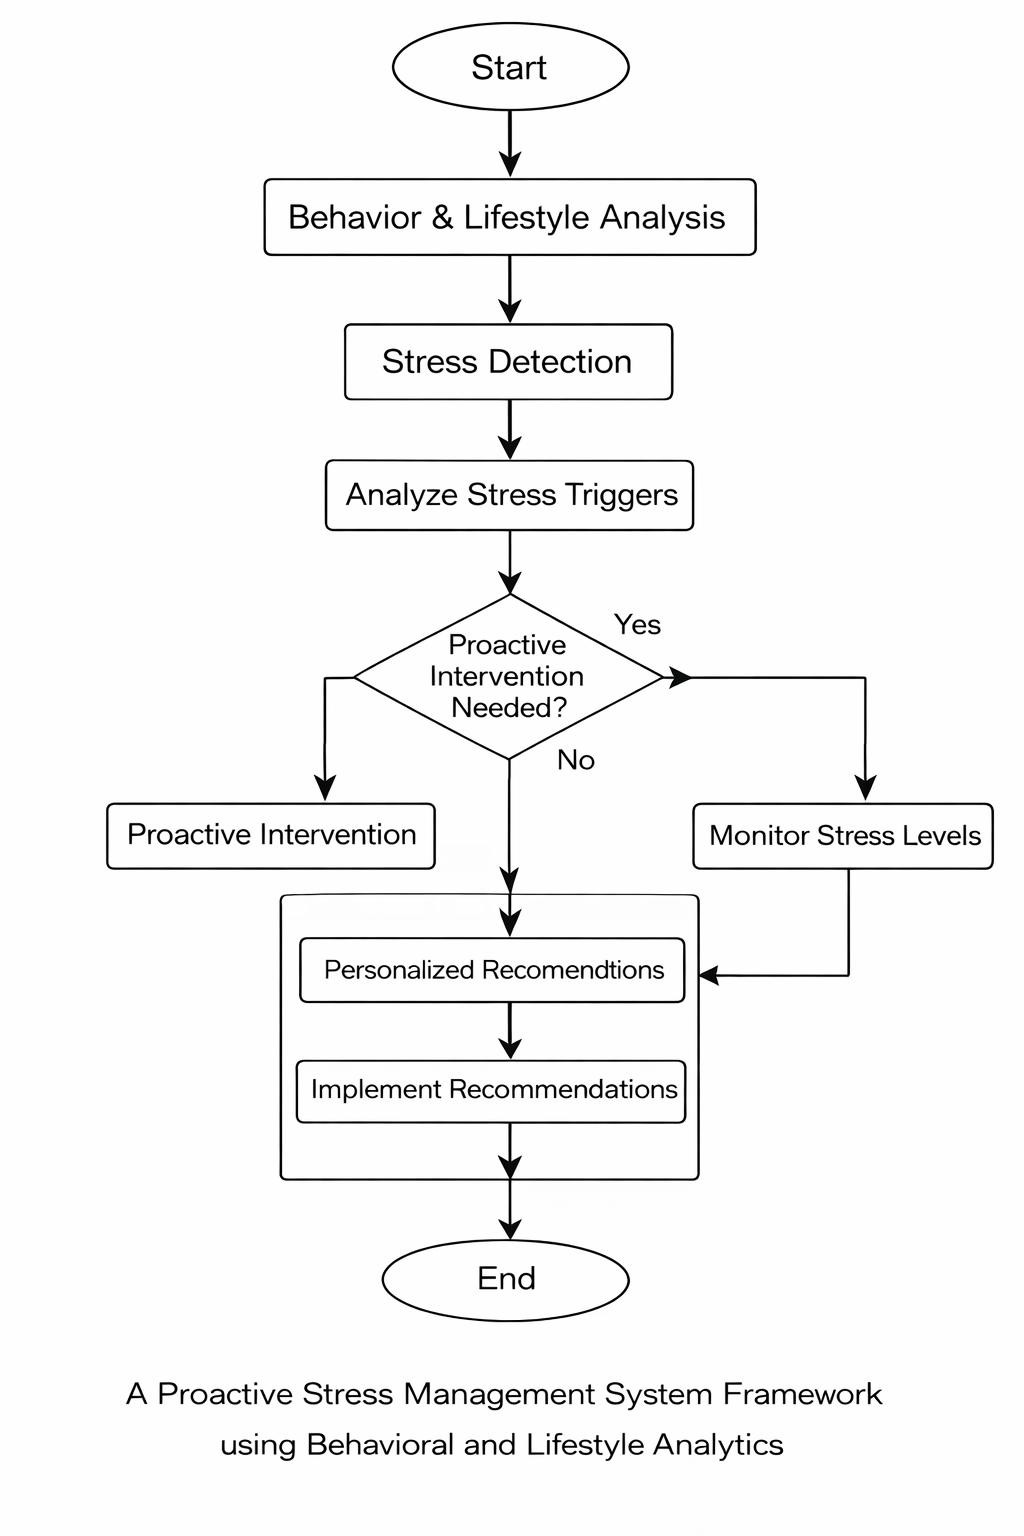 Start
Behavior & Lifestyle Analysis
Stress Detection
Analyze Stress Triggers
Yes
Proactive
Intervention
Needed?
No
Proactive Intervention
Monitor Stress Levels
Personalized Recomendtions
Implement Recommendations
End
A Proactive Stress Management System Framework
using Behavioral and Lifestyle Analytics